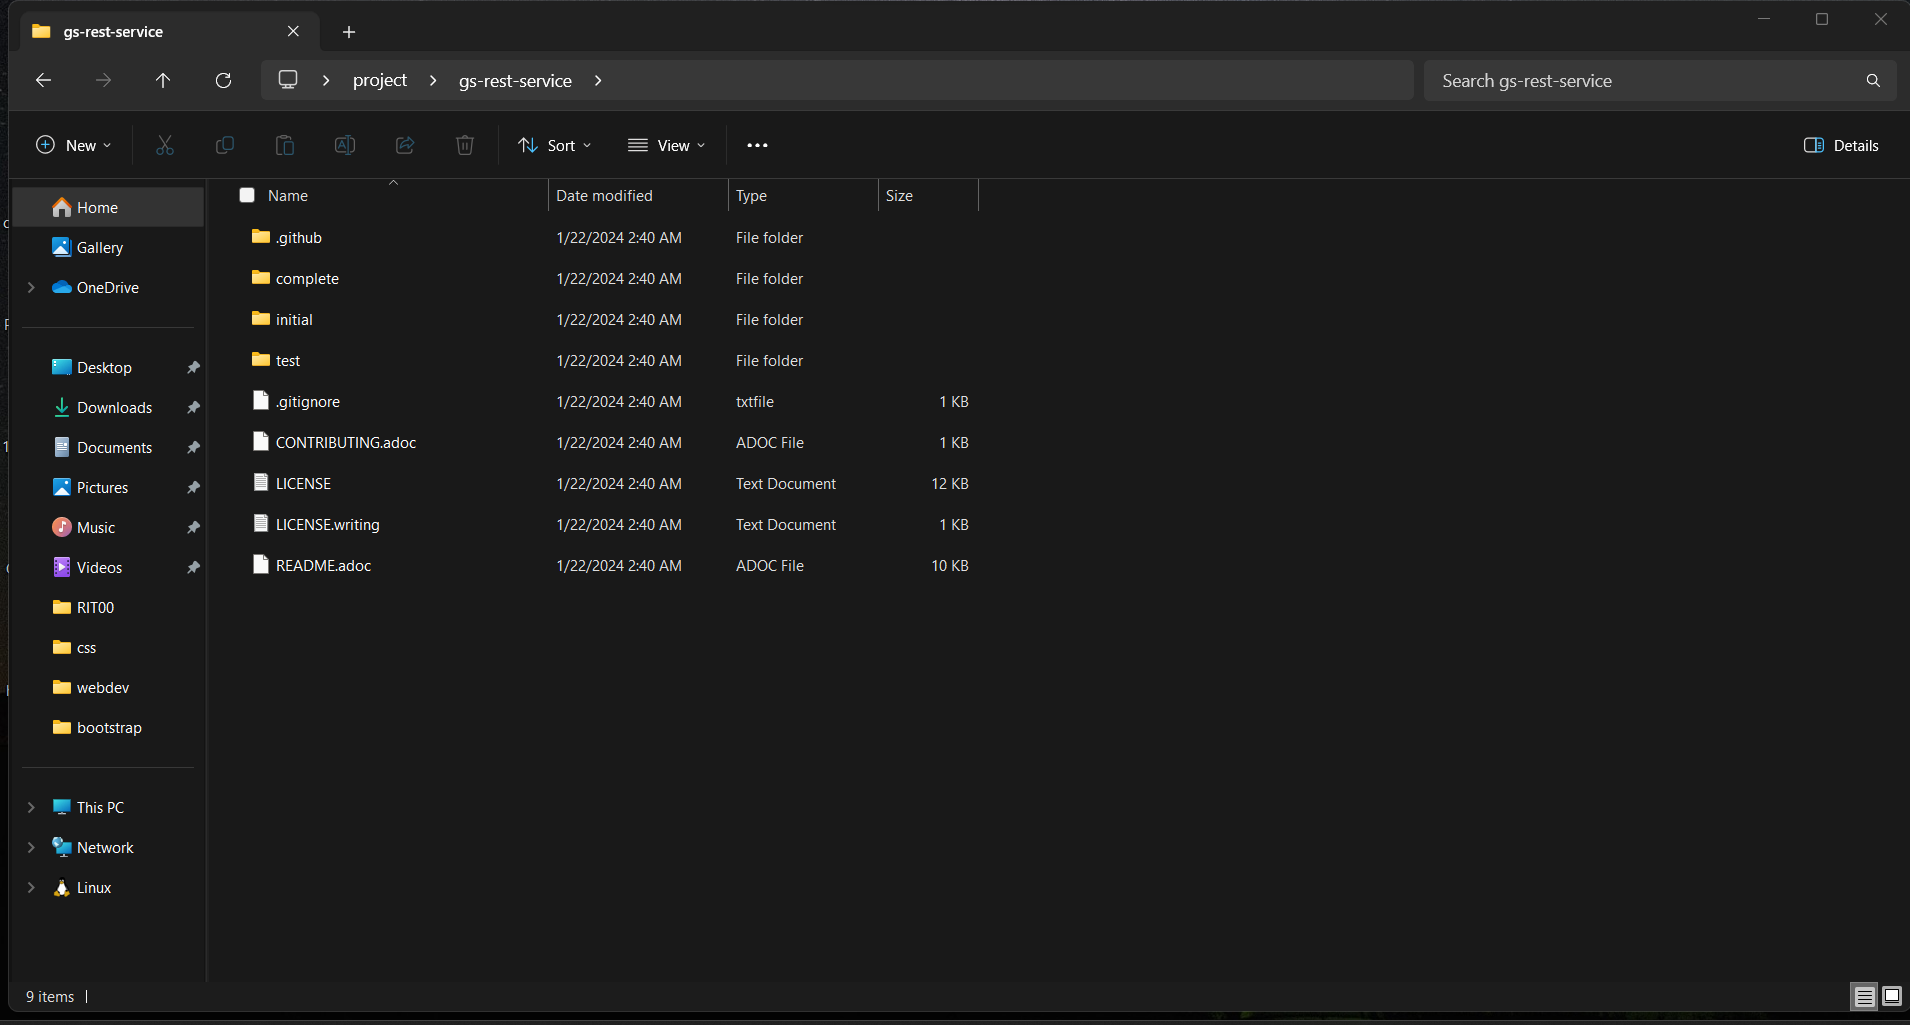 gs-rest-service
project gs-rest-service
Search gs-rest-service
New
Sort
View
Details
Home
Gallery
OneDrive
Desktop
Downloads
Documents
Pictures
Music
Videos
RIT00
css
webdev
bootstrap
This PC
Network
Linux
Name Date modified Type Size
.github 1/22/2024 2:40 AM File folder
complete 1/22/2024 2:40 AM File folder
initial 1/22/2024 2:40 AM File folder
test 1/22/2024 2:40 AM File folder
.gitignore 1/22/2024 2:40 AM txtfile 1 KB
CONTRIBUTING.adoc 1/22/2024 2:40 AM ADOC File 1 KB
LICENSE 1/22/2024 2:40 AM Text Document 12 KB
LICENSE.writing 1/22/2024 2:40 AM Text Document 1 KB
README.adoc 1/22/2024 2:40 AM ADOC File 10 KB
9 items